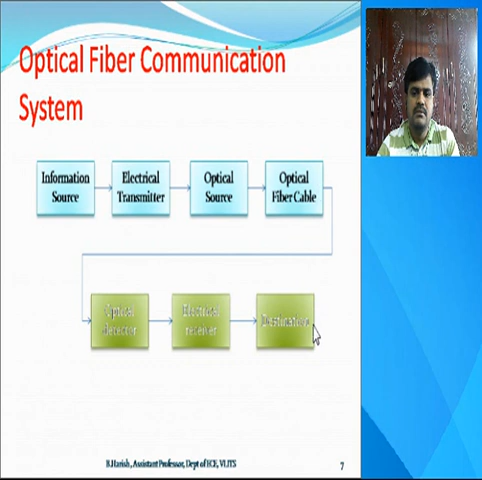 Optical Fiber Communication
System
Information
Source
Electrical
Transmitter
Optical
Source
Optical
Fiber Cable
Optical
detector
Electrical
receiver
Destination
B.Harish , Assistant Professor, Dept of ECE, VLITS
7